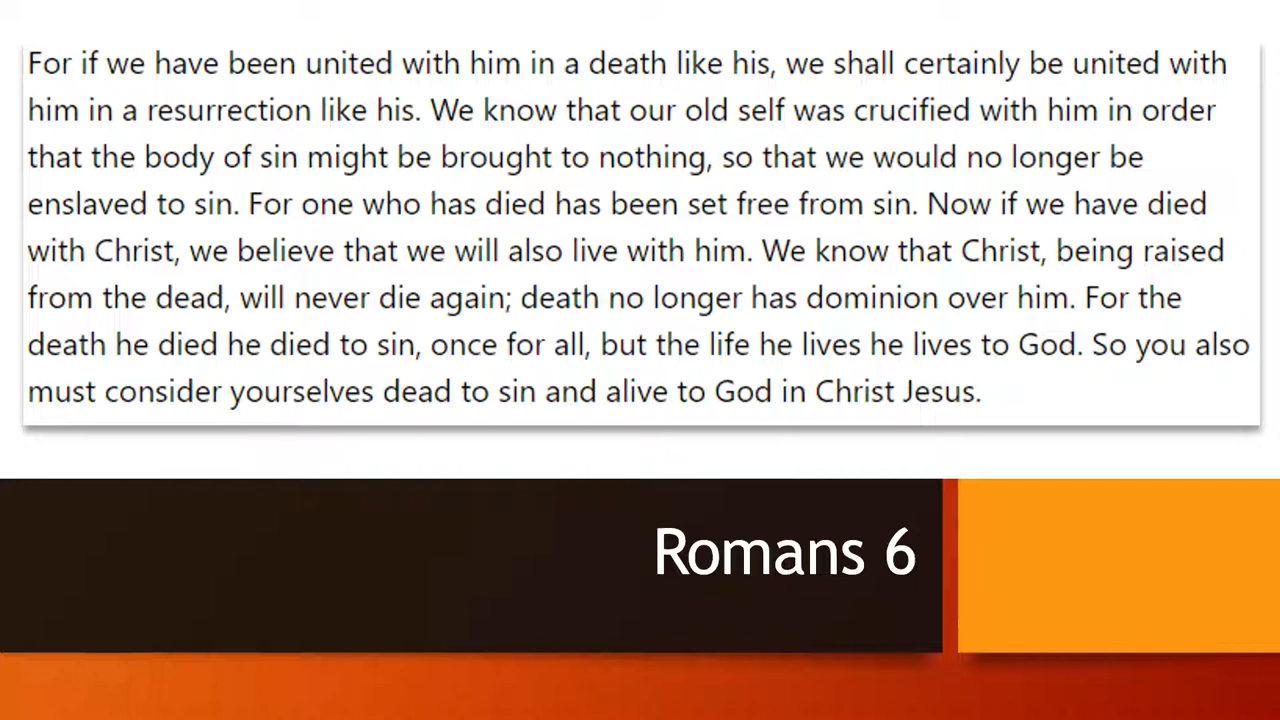 For if we have been united with him in a death like his, we shall certainly be united with
him in a resurrection like his. We know that our old self was crucified with him in order
that the body of sin might be brought to nothing, so that we would no longer be
enslaved to sin. For one who has died has been set free from sin. Now if we have died
with Christ, we believe that we will also live with him. We know that Christ, being raised
from the dead, will never die again; death no longer has dominion over him. For the
death he died he died to sin, once for all, but the life he lives he lives to God. So you also
must consider yourselves dead to sin and alive to God in Christ Jesus.
Romans 6